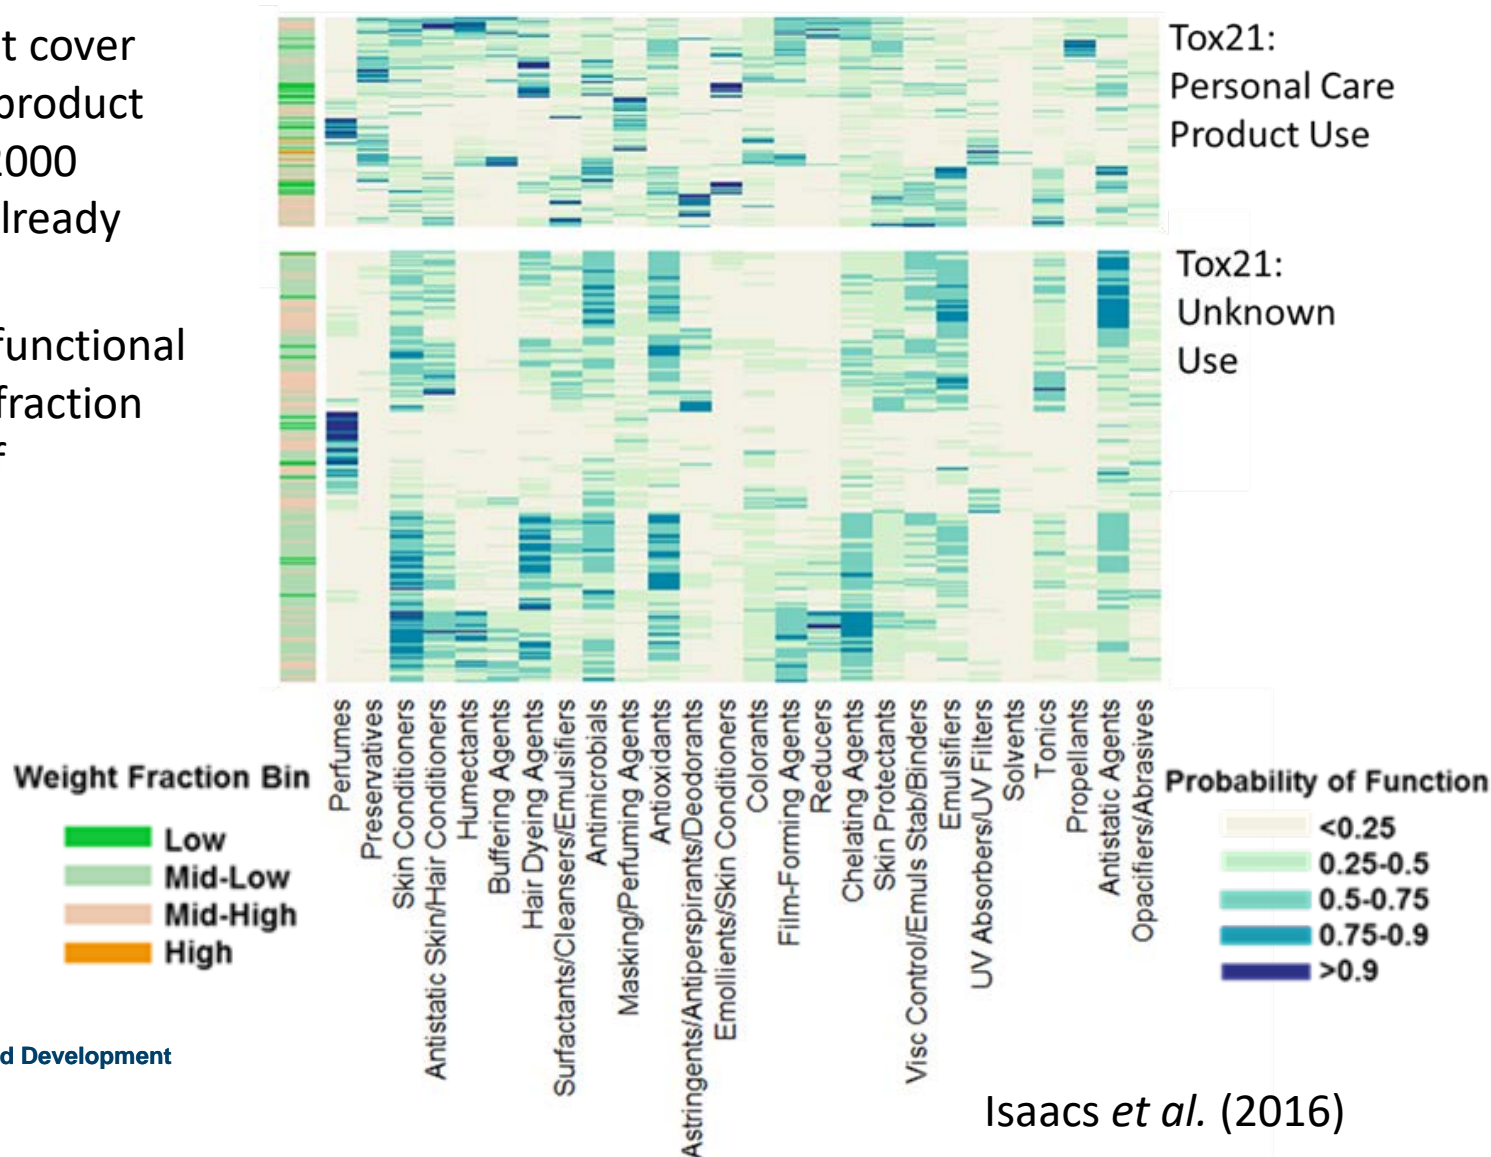 t cover
product
2000
lready
functional
fraction
f
Tox21:
Personal Care
Product Use
Tox21:
Unknown
Use
Perfumes
Preservatives
Skin Conditioners
Antistatic Skin/Hair Conditioners
Humectants
Buffering Agents
Hair Dyeing Agents
Surfactants/Cleansers/Emulsifiers
Antimicrobials
Masking/Perfuming Agents
Antioxidants
Astringents/Antiperspirants/Deodorants
Emollients/Skin Conditioners
Colorants
Film-Forming Agents
Reducers
Chelating Agents
Skin Protectants
Visc Control/Emuls Stab/Binders
Emulsifiers
UV Absorbers/UV Filters
Solvents
Tonics
Propellants
Antistatic Agents
Opacifiers/Abrasives
Weight Fraction Bin
Low
Mid-Low
Mid-High
High
Probability of Function
<0.25
0.25-0.5
0.5-0.75
0.75-0.9
>0.9
d Development
Isaacs et al. (2016)